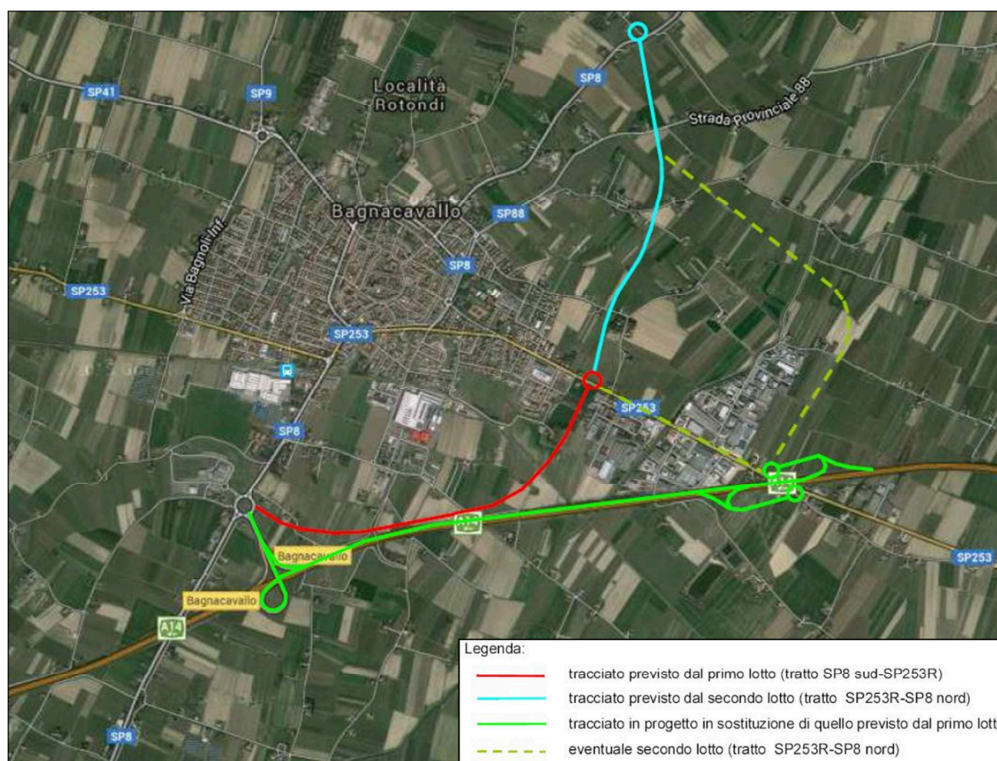 SP8
SP41
SP9
Località
Rotondi
Strada Provinciale 88
Bagnacavallo
SP88
Via Bagnoli Inf.
SP8
SP253
SP253
SP253
SP8
Bagnacavallo
Bagnacavallo
A14
SP253
SP8
Legenda:
tracciato previsto dal primo lotto (tratto SP8 sud-SP253R)
tracciato previsto dal secondo lotto (tratto SP253R-SP8 nord)
tracciato in progetto in sostituzione di quello previsto dal primo lott
eventuale secondo lotto (tratto SP253R-SP8 nord)